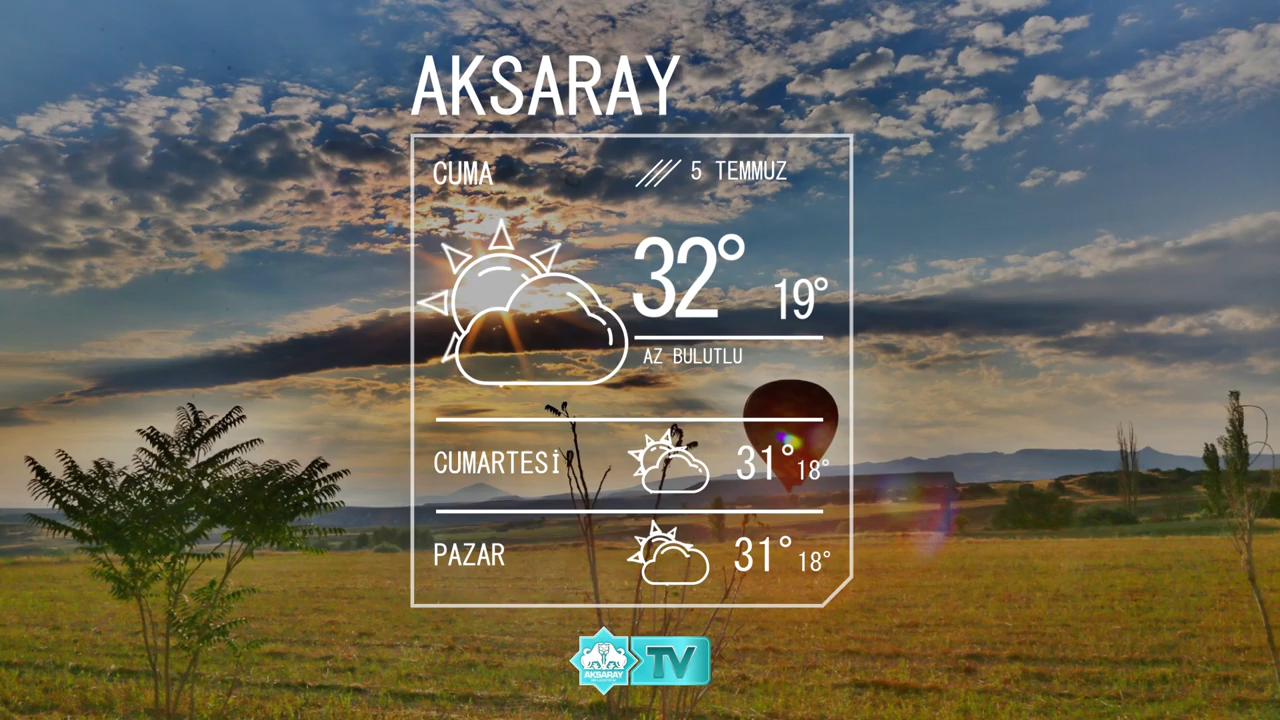 AKSARAY
CUMA
5 TEMMUZ
32° 19°
AZ BULUTLU
CUMARTESİ 31° 18°
PAZAR 31° 18°
AKSARAY
TV